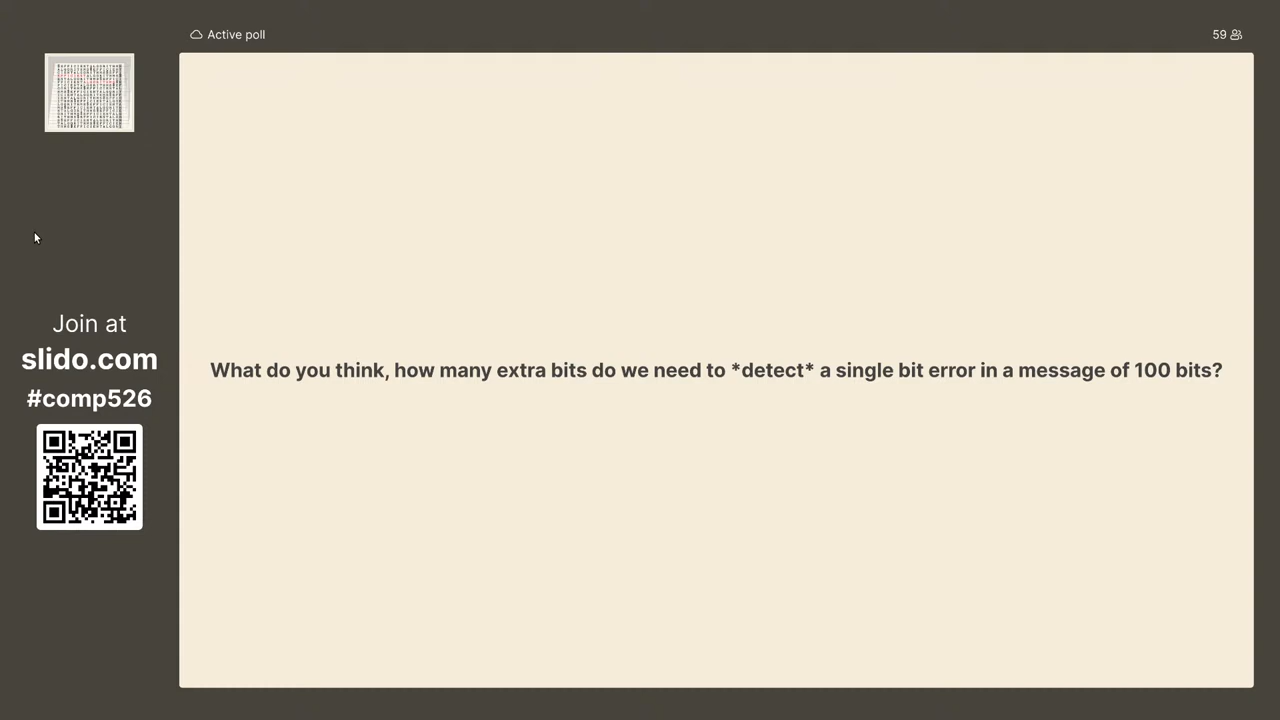 Active poll
59
Join at
slido.com
#comp526
What do you think, how many extra bits do we need to *detect* a single bit error in a message of 100 bits?